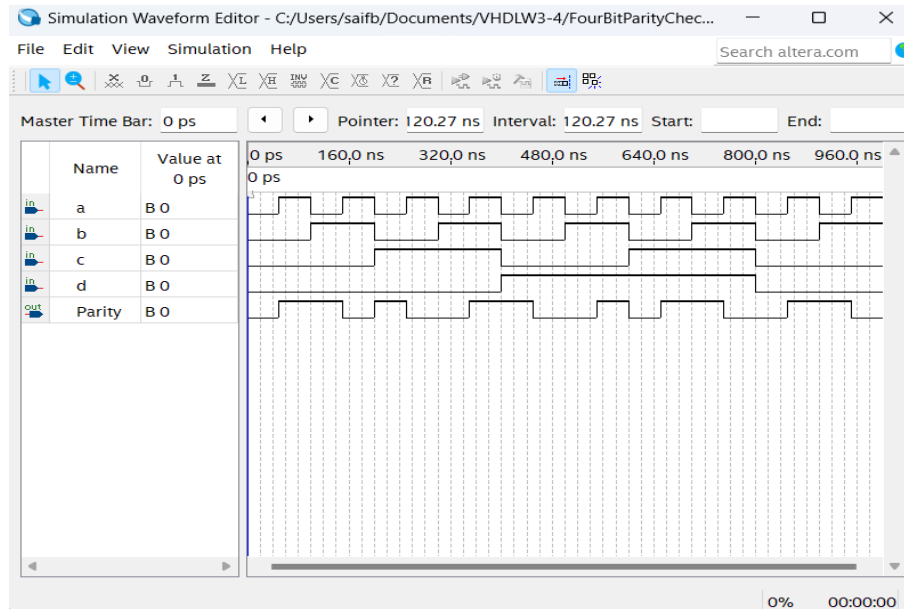 Simulation Waveform Editor - C:/Users/saifb/Documents/VHDLW3-4/FourBitParityChec...
File Edit View Simulation Help
Search altera.com
Master Time Bar: 0 ps Pointer: 120.27 ns Interval: 120.27 ns Start: End:
Name Value at 0 ps
0 ps 160,0 ns 320,0 ns 480,0 ns 640,0 ns 800,0 ns 960.0 ns
0 ps
in a B 0
in b B 0
in c B 0
in d B 0
out Parity B 0
0% 00:00:00